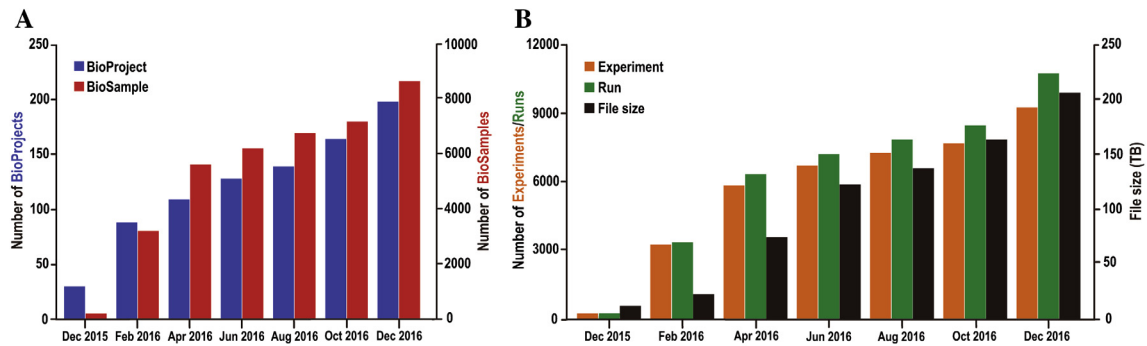 A
Number of BioProjects
250
200
150
100
50
0
BioProject
BioSample
10000
8000
6000
4000
2000
0
Number of BioSamples
Dec 2015 Feb 2016 Apr 2016 Jun 2016 Aug 2016 Oct 2016 Dec 2016
B
Number of Experiments/Runs
12000
9000
6000
3000
0
Experiment
Run
File size
250
200
150
100
50
0
File size (TB)
Dec 2015 Feb 2016 Apr 2016 Jun 2016 Aug 2016 Oct 2016 Dec 2016